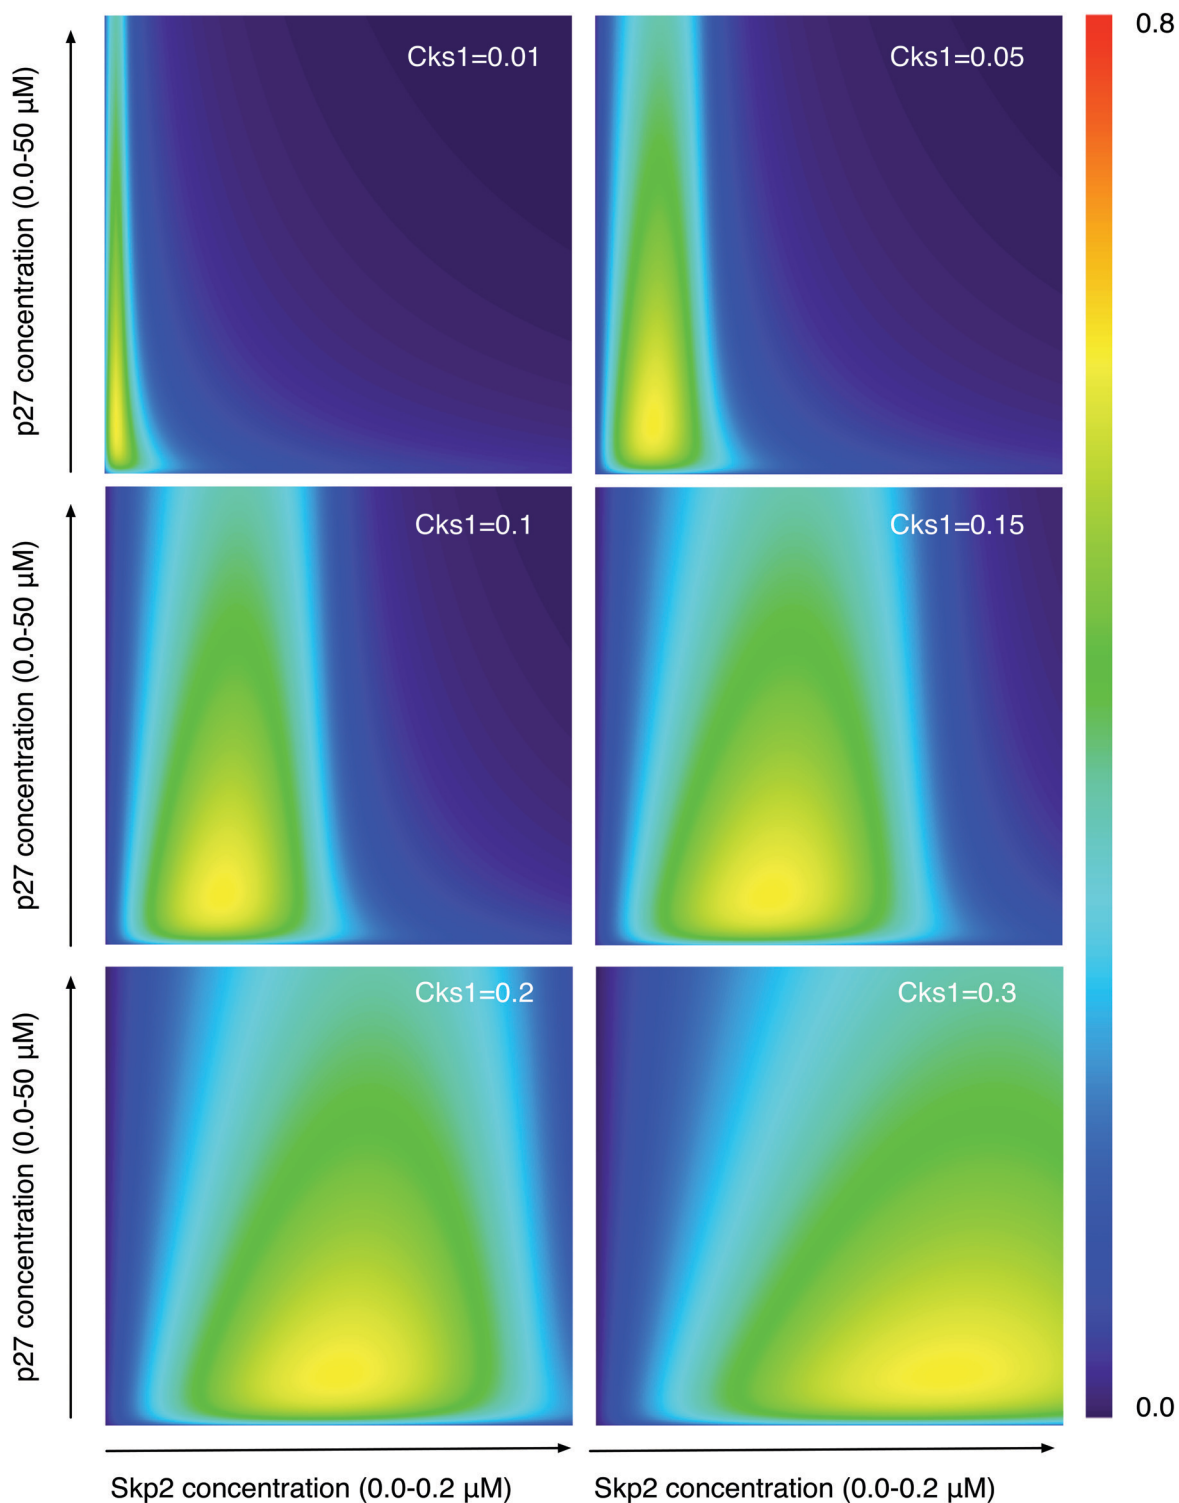 Cks1=0.01
Cks1=0.05
0.8
p27 concentration (0.0-50 µM)
Cks1=0.1
Cks1=0.15
p27 concentration (0.0-50 µM)
Cks1=0.2
Cks1=0.3
p27 concentration (0.0-50 µM)
0.0
Skp2 concentration (0.0-0.2 µM)
Skp2 concentration (0.0-0.2 µM)